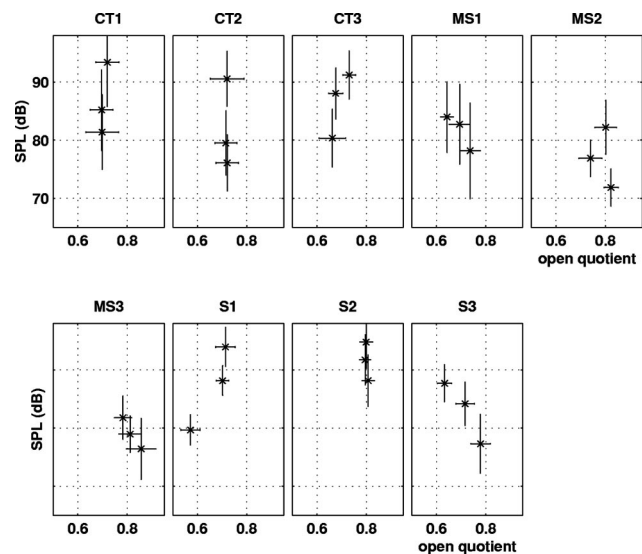 CT1 CT2 CT3 MS1 MS2
SPL (dB)
90
80
70
0.6 0.8 0.6 0.8 0.6 0.8 0.6 0.8 0.6 0.8
open quotient
MS3 S1 S2 S3
SPL (dB)
0.6 0.8 0.6 0.8 0.6 0.8 0.6 0.8
open quotient